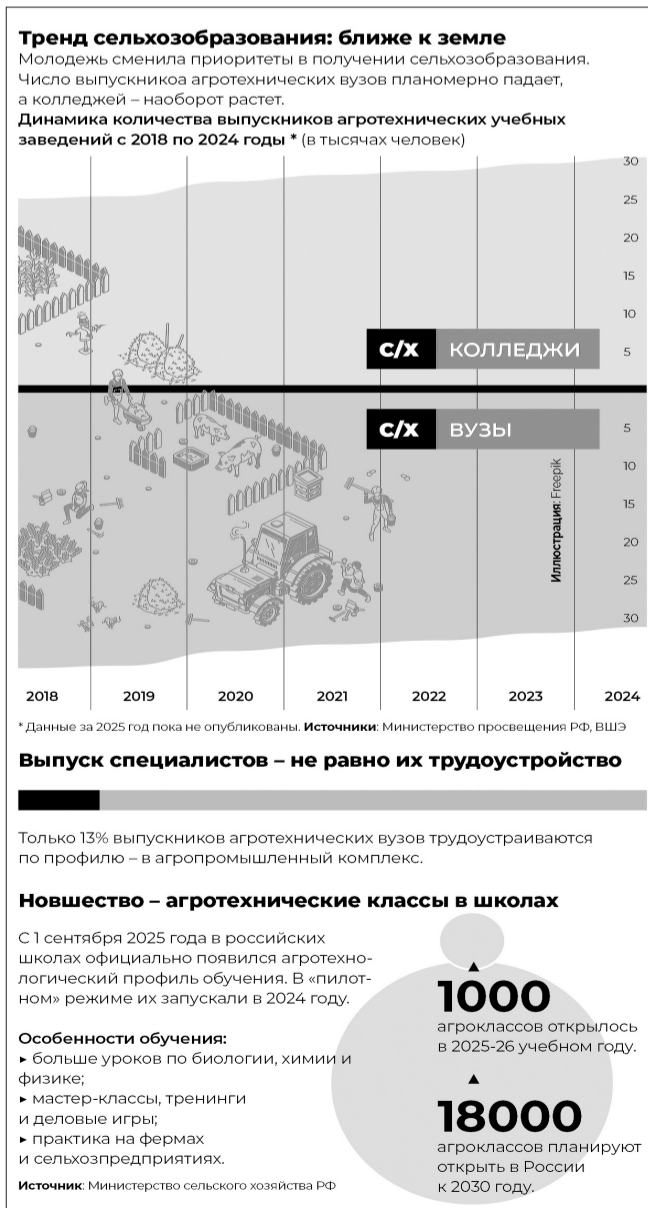 Тренд сельхозобразования: ближе к земле
Молодежь сменила приоритеты в получении сельхозобразования.
Число выпускникоа агротехнических вузов планомерно падает,
а колледжей – наоборот растет.
Динамика количества выпускников агротехнических учебных
заведений с 2018 по 2024 годы * (в тысячах человек)
30
25
20
15
10
5
с/х КОЛЛЕДЖИ
с/х ВУЗЫ
5
10
15
20
25
30
Иллюстрация: Freepik
2018 2019 2020 2021 2022 2023 2024
* Данные за 2025 год пока не опубликованы. Источники: Министерство просвещения РФ, ВШЭ
Выпуск специалистов – не равно их трудоустройство
Только 13% выпускников агротехнических вузов трудоустраиваются
по профилю – в агропромышленный комплекс.
Новшество – агротехнические классы в школах
С 1 сентября 2025 года в российских
школах официально появился агротехно-
логический профиль обучения. В «пилот-
ном» режиме их запускали в 2024 году.
Особенности обучения:
▸ больше уроков по биологии, химии и
физике;
▸ мастер-классы, тренинги
и деловые игры;
▸ практика на фермах
и сельхозпредприятиях.
Источник: Министерство сельского хозяйства РФ
▲
1000
агроклассов открылось
в 2025-26 учебном году.
▲
18000
агроклассов планируют
открыть в России
к 2030 году.